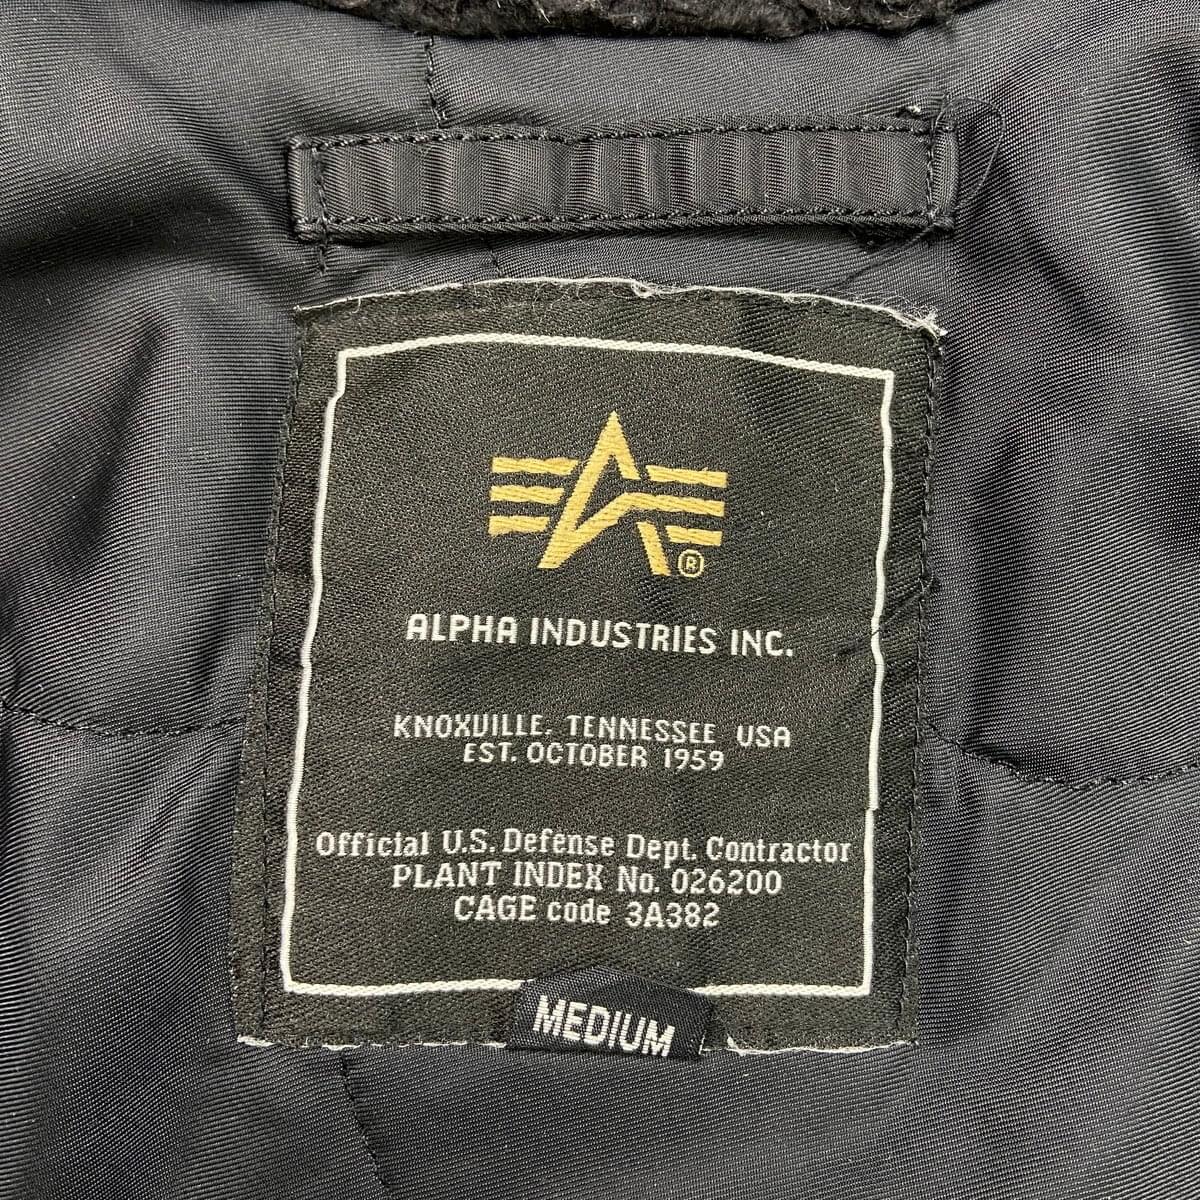 ®
ALPHA INDUSTRIES INC.
KNOXVILLE, TENNESSEE USA
EST. OCTOBER 1959
Official U.S. Defense Dept. Contractor
PLANT INDEX No. 026200
CAGE code 3A382
MEDIUM